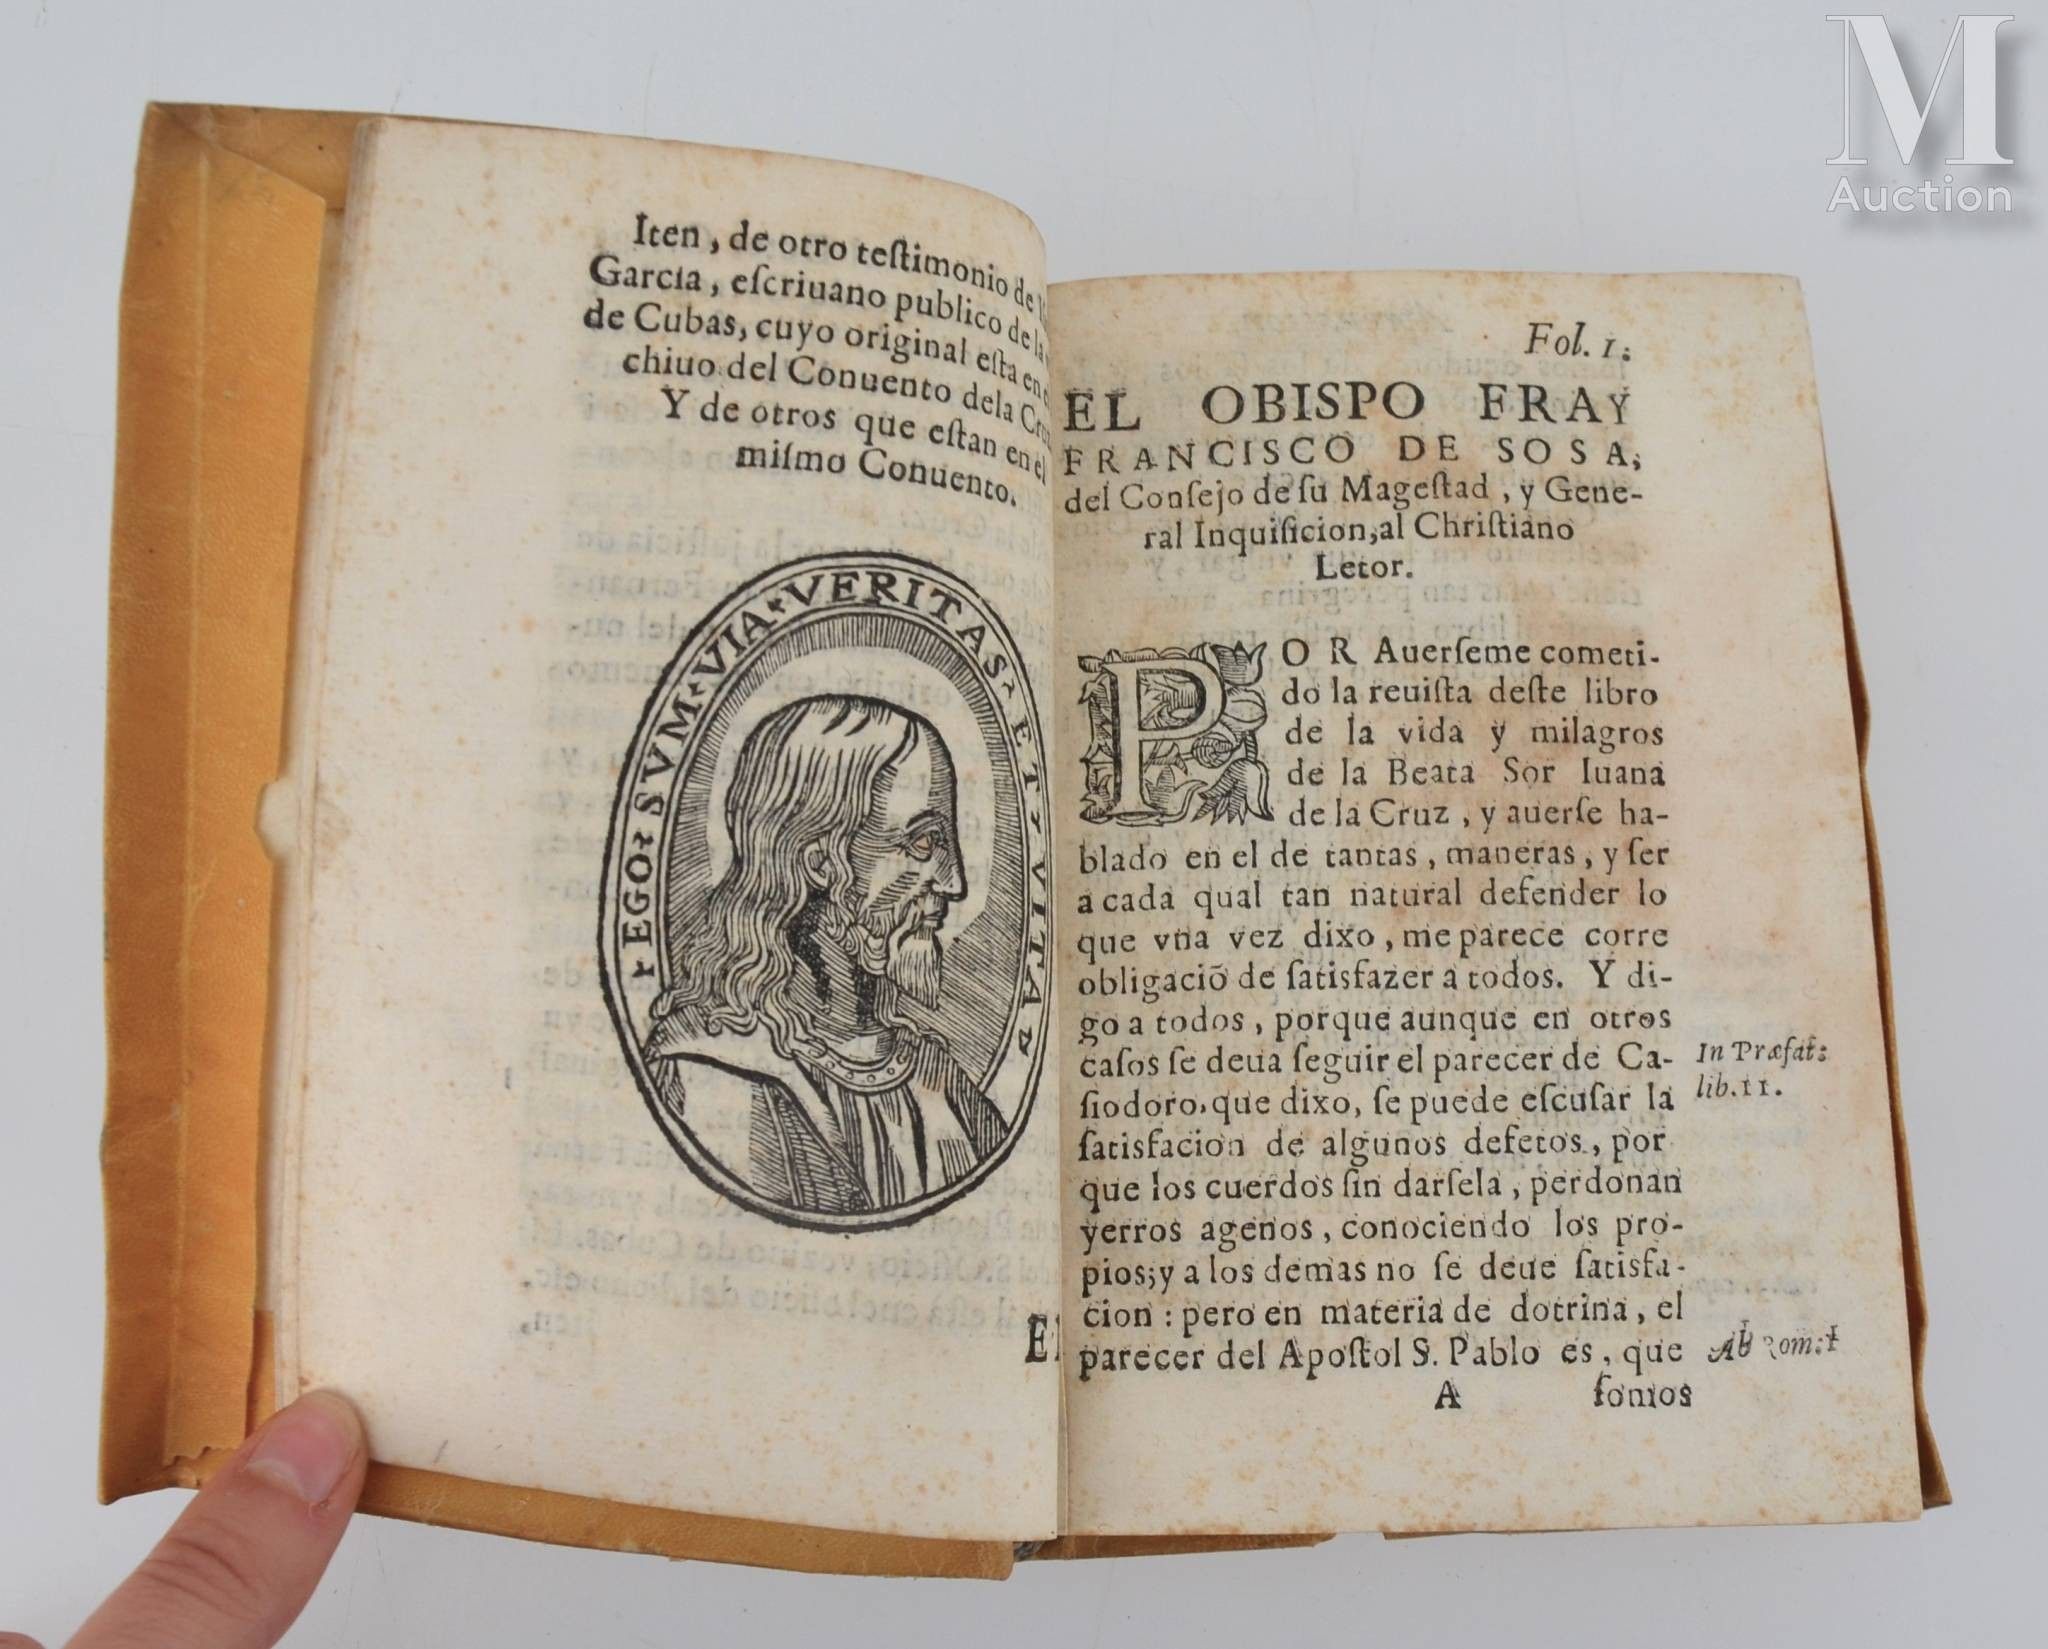 M
Auction
Iten, de otro teſtimonio de
García, eſcriuano publico de la
de Cubas, cuyo original eſta en e
chiuo del Conuento dela Cru
Y de otros que eſtan en el
miſmo Conuento.
EGO SVM VIA VERITAS ET VITA
El
Fol. 1.
EL OBISPO FRAY
FRANCISCO DE SOSA,
del Conſejo de ſu Mageſtad, y Gene-
ral Inquiſicion, al Chriſtiano
Letor.
POR Auerſeme cometi-
do la reuiſta deſte libro
de la vida y milagros
de la Beata Sor Iuana
de la Cruz, y auerſe ha-
blado en el de tantas, maneras, y ſer
a cada qual tan natural defender lo
que vna vez dixo, me parece corre
obligaciõ de ſatisfazer a todos. Y di-
go a todos, porque aunque en otros
caſos ſe deua ſeguir el parecer de Ca-
ſiodoro, que dixo, ſe puede eſcuſar la
ſatisfacion de algunos defetos, por
que los cuerdos ſin darſela, perdonan
yerros agenos, conociendo los pro-
pios; y a los demas no ſe deue ſatisfa-
cion: pero en materia de dotrina, el
parecer del Apoſtol S. Pablo es, que
In Præfat:
lib. 11.
A ſomos